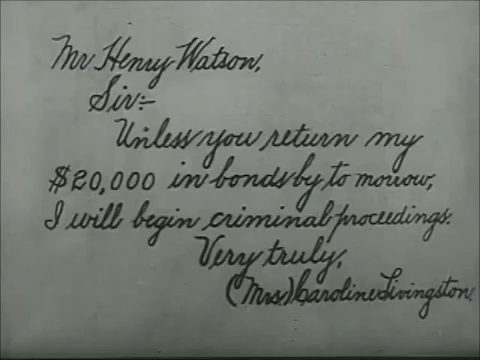 Mr Henry Watson,
Sir:-
Unless you return my
$20,000 in bonds by to morrow,
I will begin criminal proceedings.
Very truly,
(Mrs) Caroline Livingston.